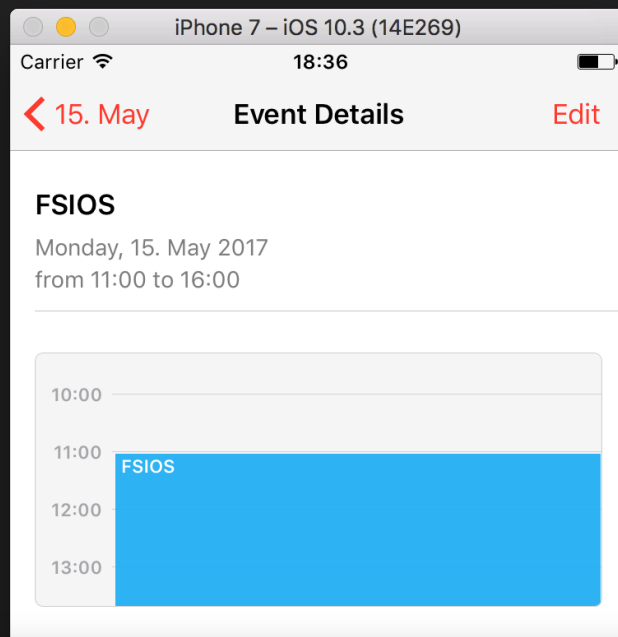 iPhone 7 – iOS 10.3 (14E269)
Carrier 18:36
15. May Event Details Edit
FSIOS
Monday, 15. May 2017
from 11:00 to 16:00
10:00
11:00
FSIOS
12:00
13:00